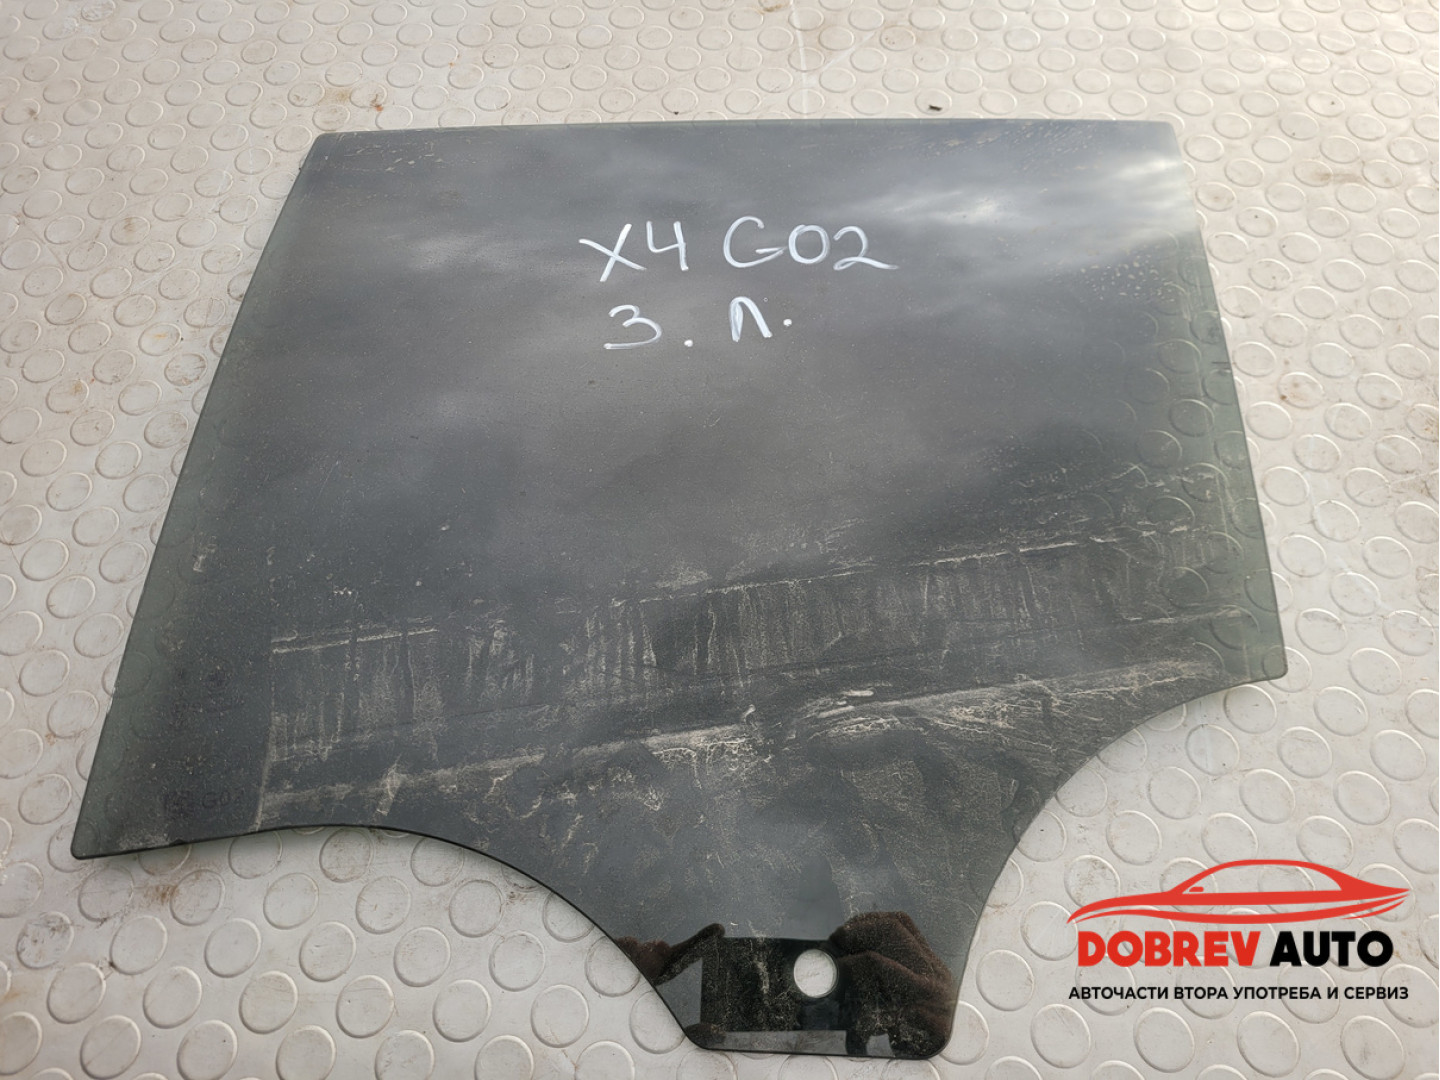 X4 G02
З. Л.
DOBREV AUTO
АВТОЧАСТИ ВТОРА УПОТРЕБА И СЕРВИЗ